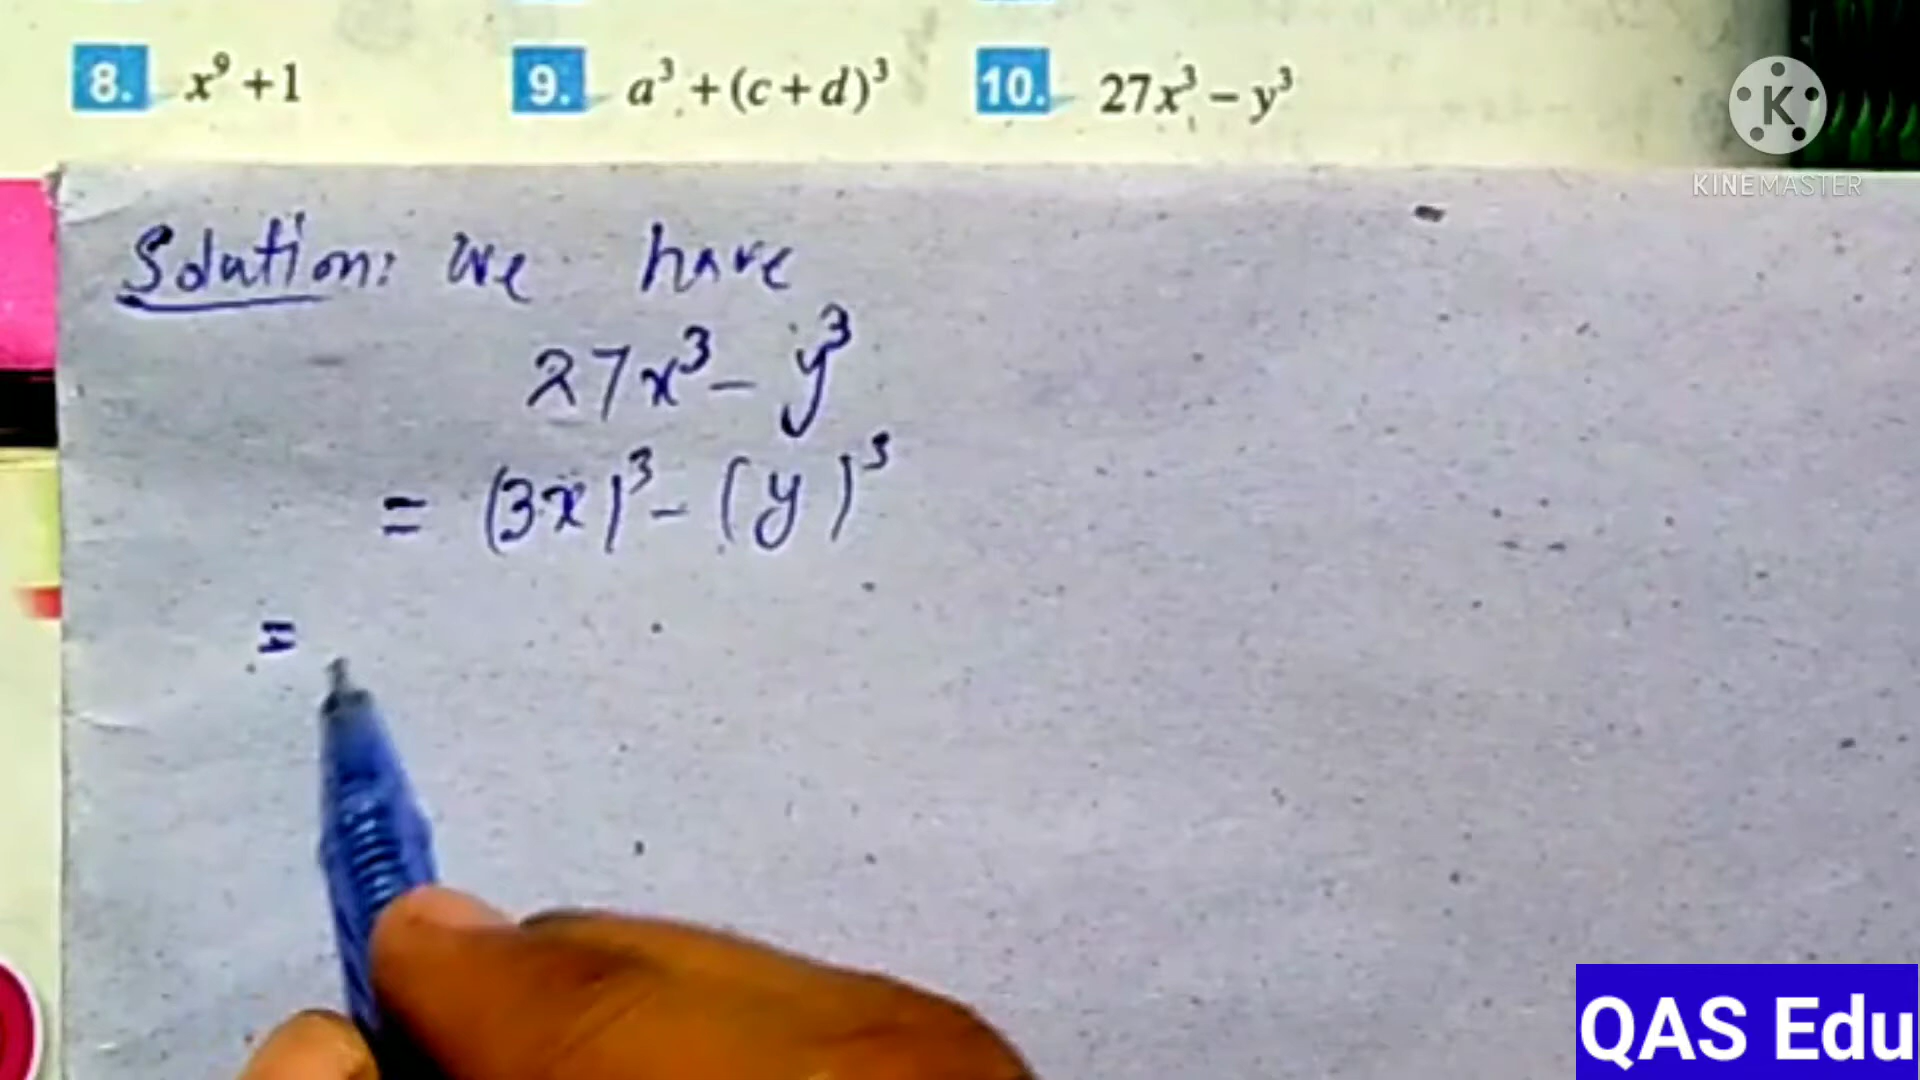 8. x⁹ + 1 9. a³ + (c + d)³ 10. 27x³ − y³
K
KINEMASTER
Solution: We have
27x³ − y³
= (3x)³ − (y)³
=
QAS Edu